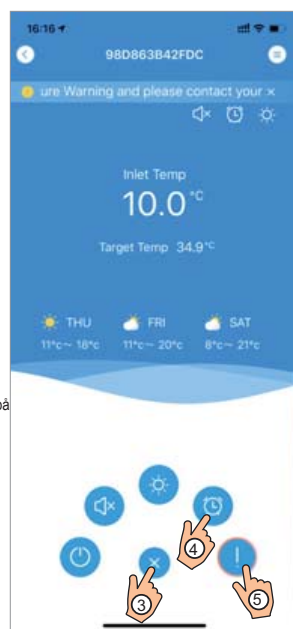 16:16
98D863B42FDC
ure Warning and please contact your ×
Inlet Temp
10.0°C
Target Temp 34.9°C
THU FRI SAT
11°c~ 18°c 11°c~ 20°c 8°c~ 21°c
på
4
3
5